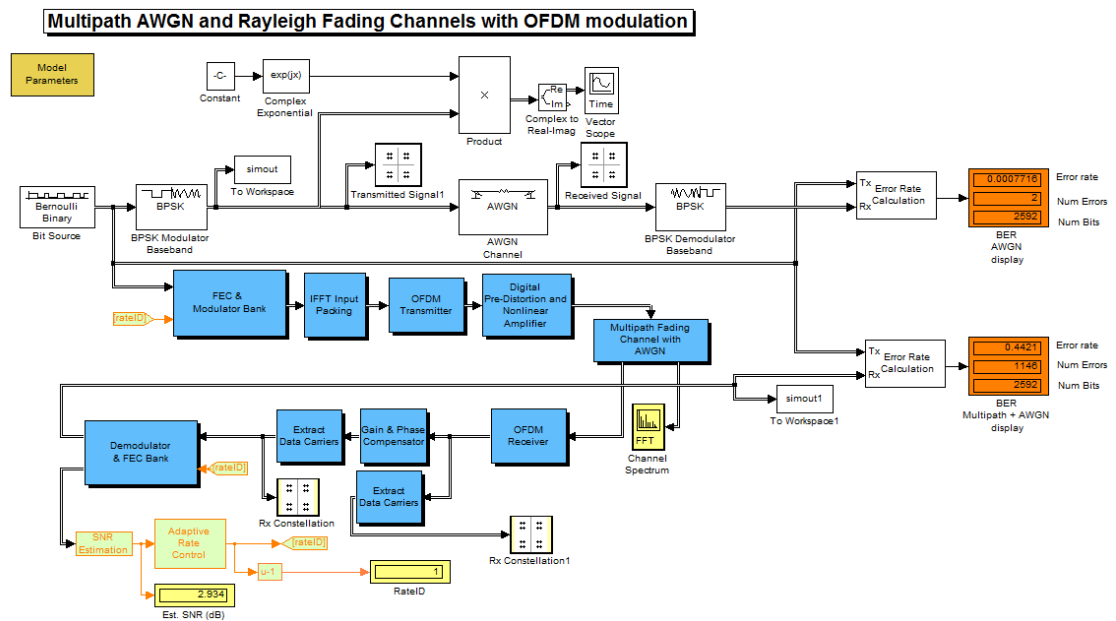 Multipath AWGN and Rayleigh Fading Channels with OFDM modulation
Model
Parameters
-C-
Constant
exp(jx)
Complex
Exponential
×
Product
Re
Im
Complex to
Real-Imag
Time
Vector
Scope
simout
To Workspace
Transmitted Signal1
Received Signal
Bernoulli
Binary
Bit Source
BPSK
BPSK Modulator
Baseband
AWGN
AWGN
Channel
BPSK
BPSK Demodulator
Baseband
Tx
Rx
Error Rate
Calculation
0.0007716
2
2592
Error rate
Num Errors
Num Bits
BER
AWGN
display
FEC &
Modulator Bank
[rateID]
IFFT Input
Packing
OFDM
Transmitter
Digital
Pre-Distortion and
Nonlinear
Amplifier
Multipath Fading
Channel with
AWGN
Tx
Rx
Error Rate
Calculation
0.4421
1146
2592
Error rate
Num Errors
Num Bits
BER
Multipath + AWGN
display
simout1
To Workspace1
FFT
Channel
Spectrum
OFDM
Receiver
Gain & Phase
Compensator
Extract
Data Carriers
Demodulator
& FEC Bank
[rateID]
Extract
Data Carriers
Rx Constellation
Rx Constellation1
SNR
Estimation
Adaptive
Rate
Control
[rateID]
u-1
1
RateID
2.934
Est. SNR (dB)